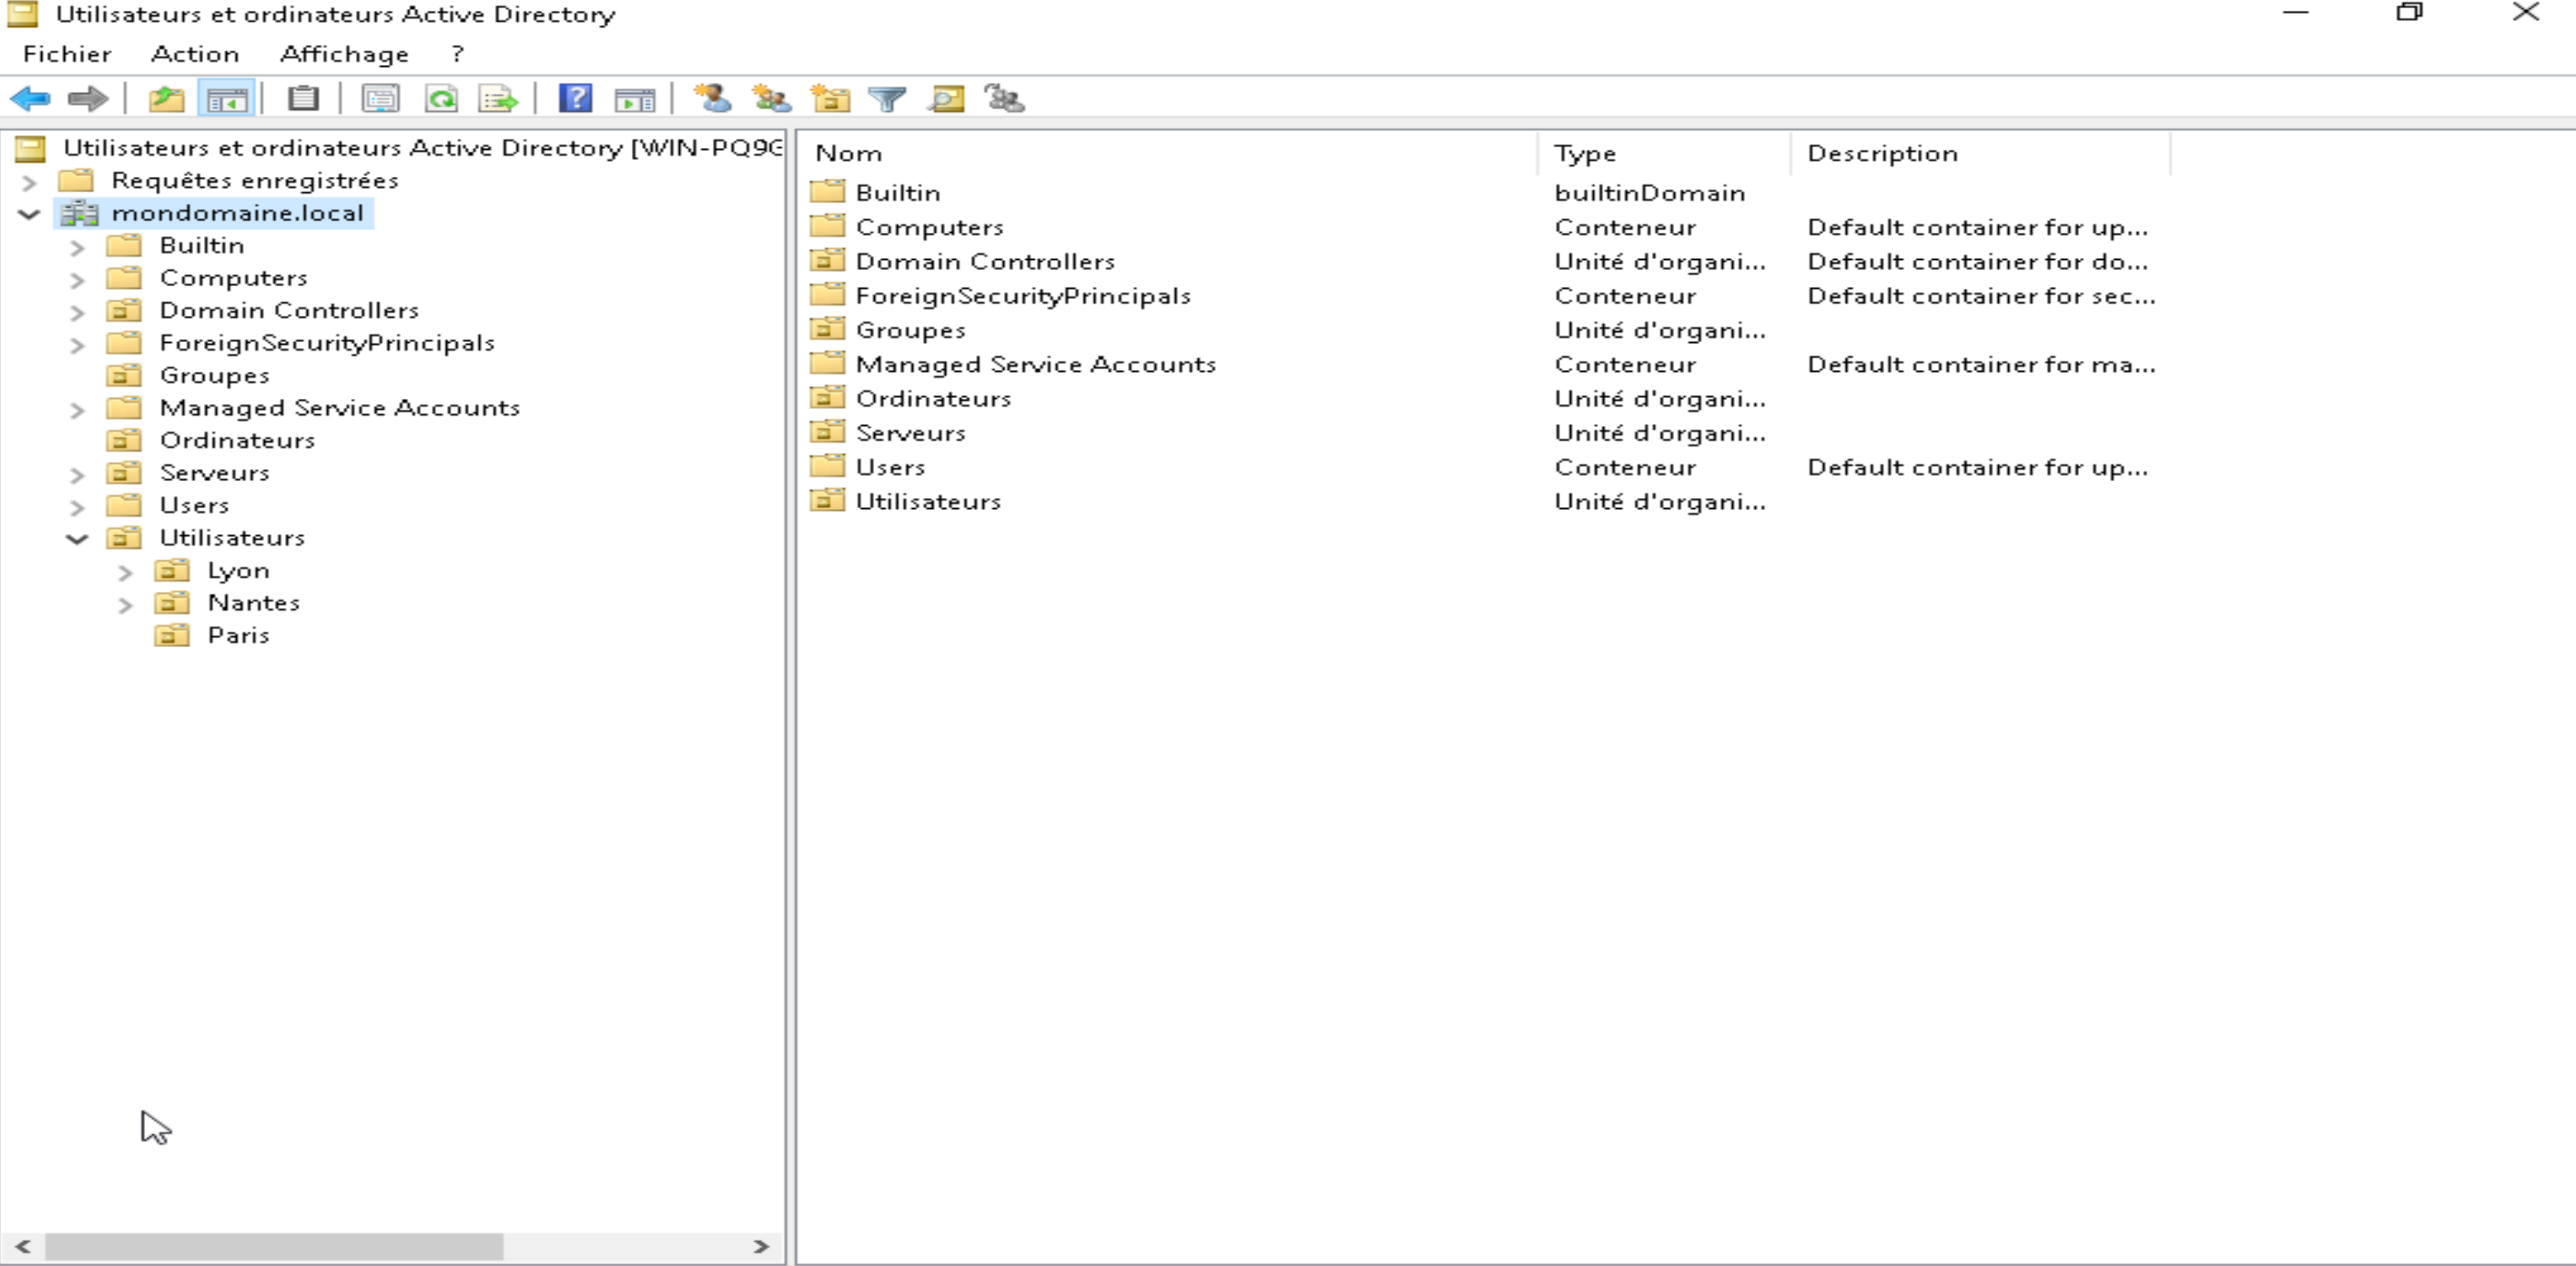 Utilisateurs et ordinateurs Active Directory
Fichier Action Affichage ?
Utilisateurs et ordinateurs Active Directory [WIN-PQ9G
Requêtes enregistrées
mondomaine.local
Builtin
Computers
Domain Controllers
ForeignSecurityPrincipals
Groupes
Managed Service Accounts
Ordinateurs
Serveurs
Users
Utilisateurs
Lyon
Nantes
Paris
Nom Type Description
Builtin builtinDomain
Computers Conteneur Default container for up...
Domain Controllers Unité d'organi... Default container for do...
ForeignSecurityPrincipals Conteneur Default container for sec...
Groupes Unité d'organi...
Managed Service Accounts Conteneur Default container for ma...
Ordinateurs Unité d'organi...
Serveurs Unité d'organi...
Users Conteneur Default container for up...
Utilisateurs Unité d'organi...